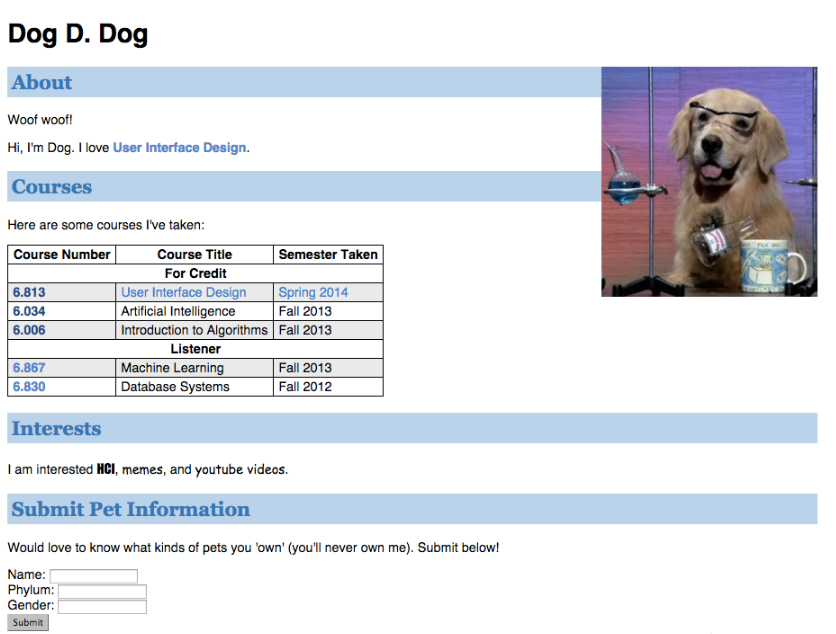 Dog D. Dog
About
Woof woof!
Hi, I'm Dog. I love User Interface Design.
Courses
Here are some courses I've taken:
Course Number Course Title Semester Taken
For Credit
6.813 User Interface Design Spring 2014
6.034 Artificial Intelligence Fall 2013
6.006 Introduction to Algorithms Fall 2013
Listener
6.867 Machine Learning Fall 2013
6.830 Database Systems Fall 2012
Interests
I am interested HCI, memes, and youtube videos.
Submit Pet Information
Would love to know what kinds of pets you 'own' (you'll never own me). Submit below!
Name:
Phylum:
Gender:
Submit